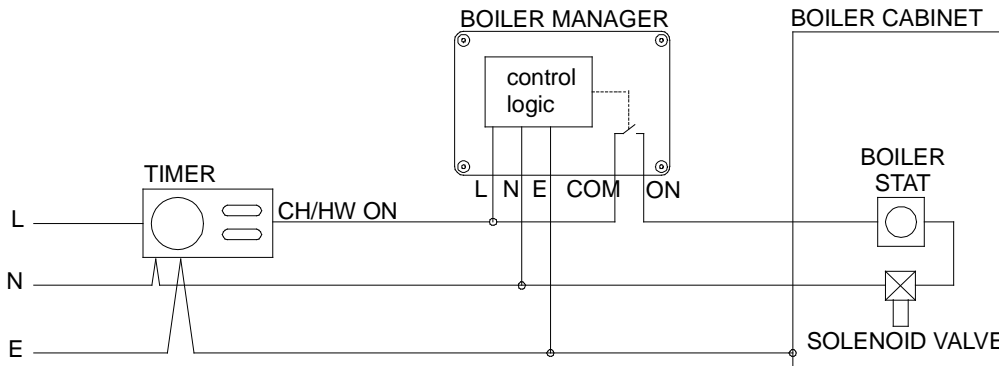 BOILER MANAGER
BOILER CABINET
control
logic
TIMER
BOILER
STAT
L N E COM ON
L
CH/HW ON
N
E
SOLENOID VALVE